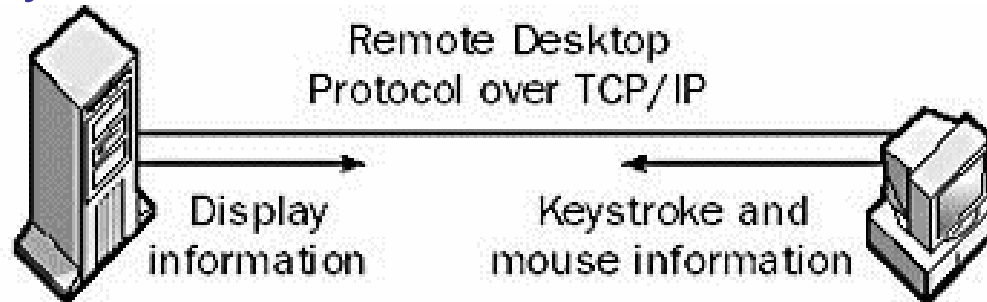 Remote Desktop
Protocol over TCP/IP
Display
information
Keystroke and
mouse information